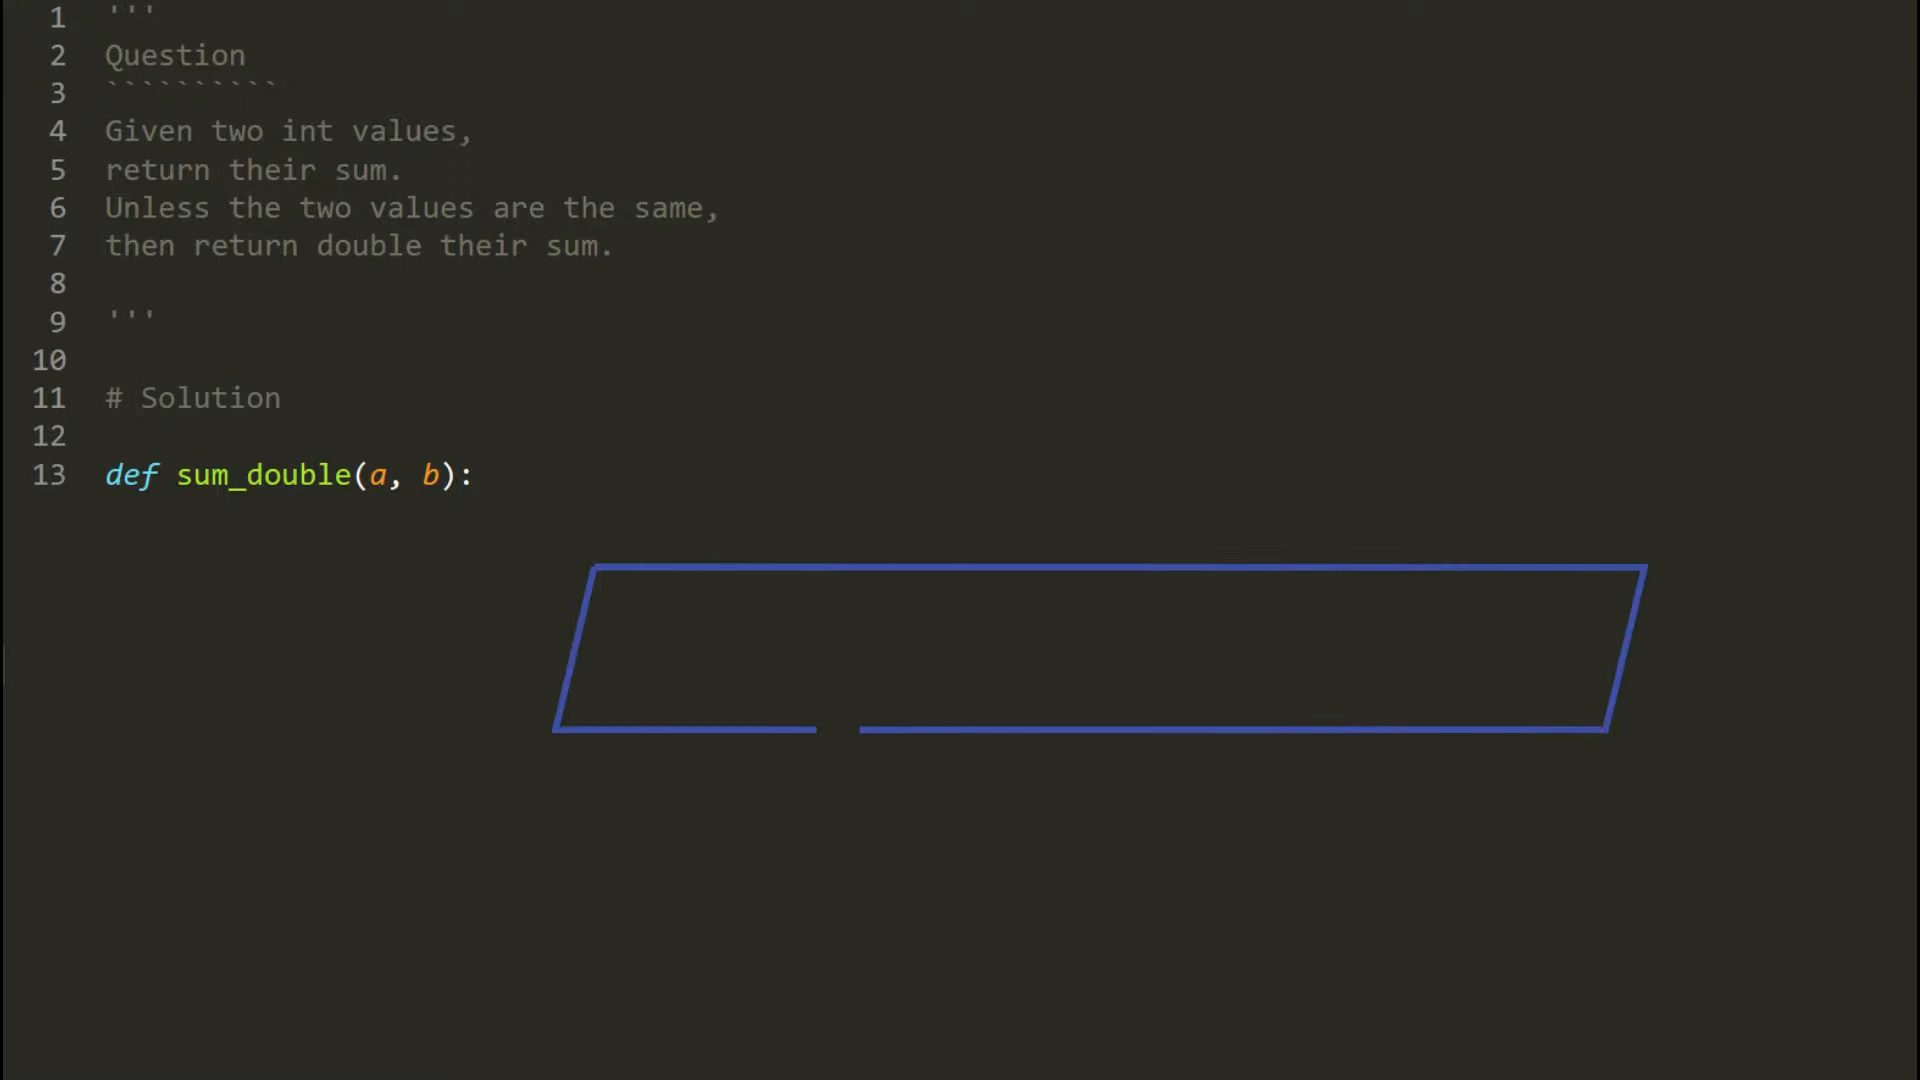 1 '''
2 Question
3 ``````````
4 Given two int values,
5 return their sum.
6 Unless the two values are the same,
7 then return double their sum.
8
9 '''
10
11 # Solution
12
13 def sum_double(a, b):